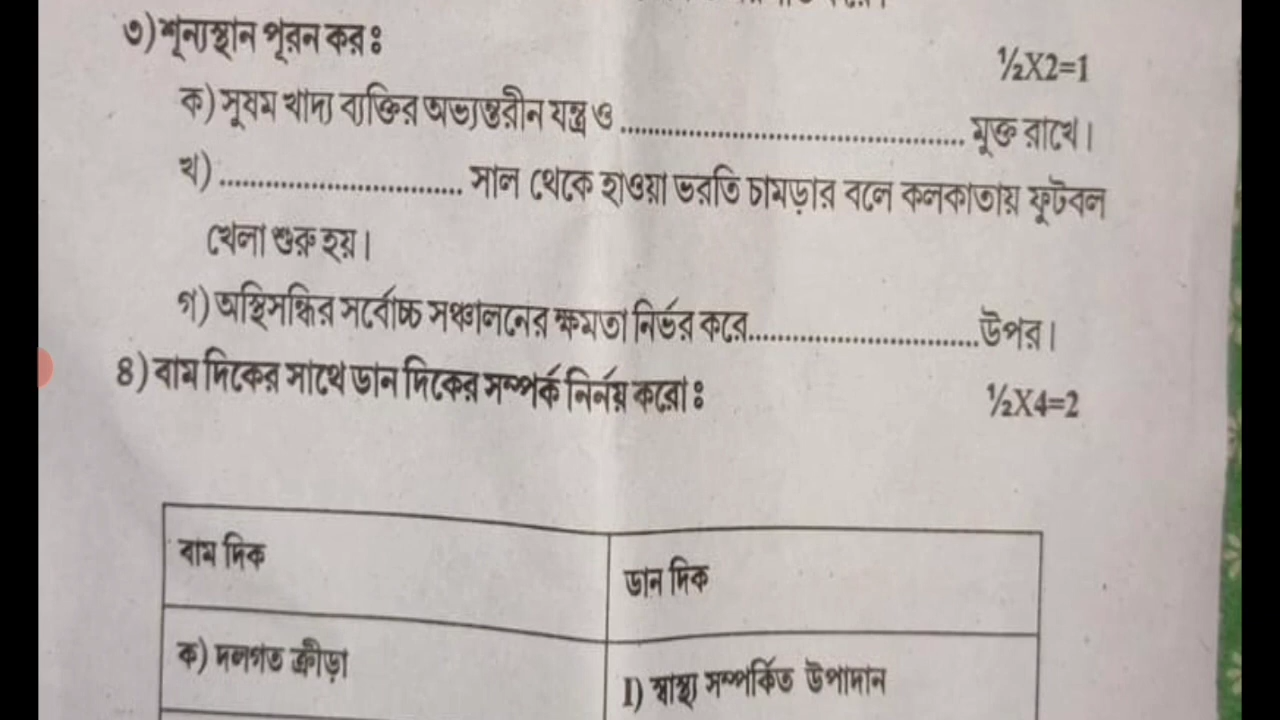 ৩) শূন্যস্থান পূরন কর ঃ
½X2=1
ক) সুষম খাদ্য ব্যক্তির অভ্যন্তরীন যন্ত্র ও ........................................ মুক্ত রাখে।
খ) ............................. সাল থেকে হাওয়া ভরতি চামড়ার বলে কলকাতায় ফুটবল
খেলা শুরু হয়।
গ) অস্থিসন্ধির সর্বোচ্চ সঞ্চালনের ক্ষমতা নির্ভর করে...........................উপর।
৪) বাম দিকের সাথে ডান দিকের সম্পর্ক নির্নয় করো ঃ
½X4=2
বাম দিক
ডান দিক
ক) দলগত ক্রীড়া
I) স্বাস্থ্য সম্পর্কিত উপাদান